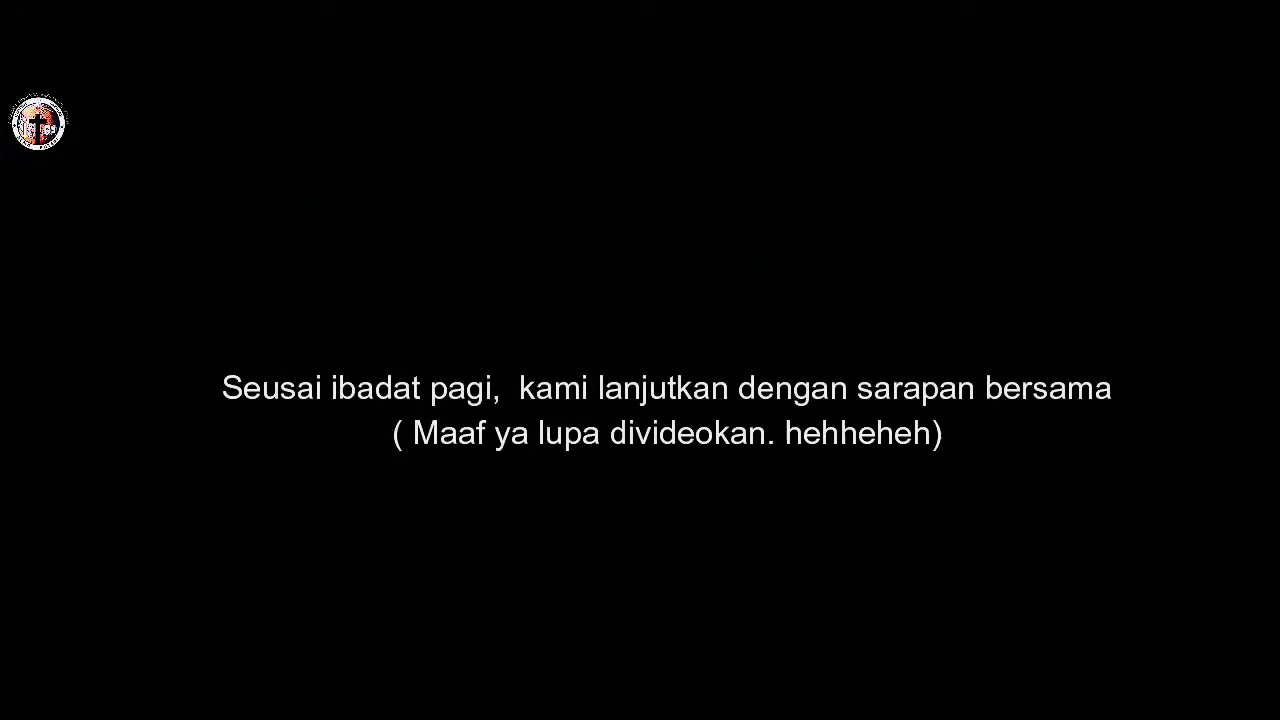 Seusai ibadat pagi,  kami lanjutkan dengan sarapan bersama
( Maaf ya lupa divideokan. hehheheh)